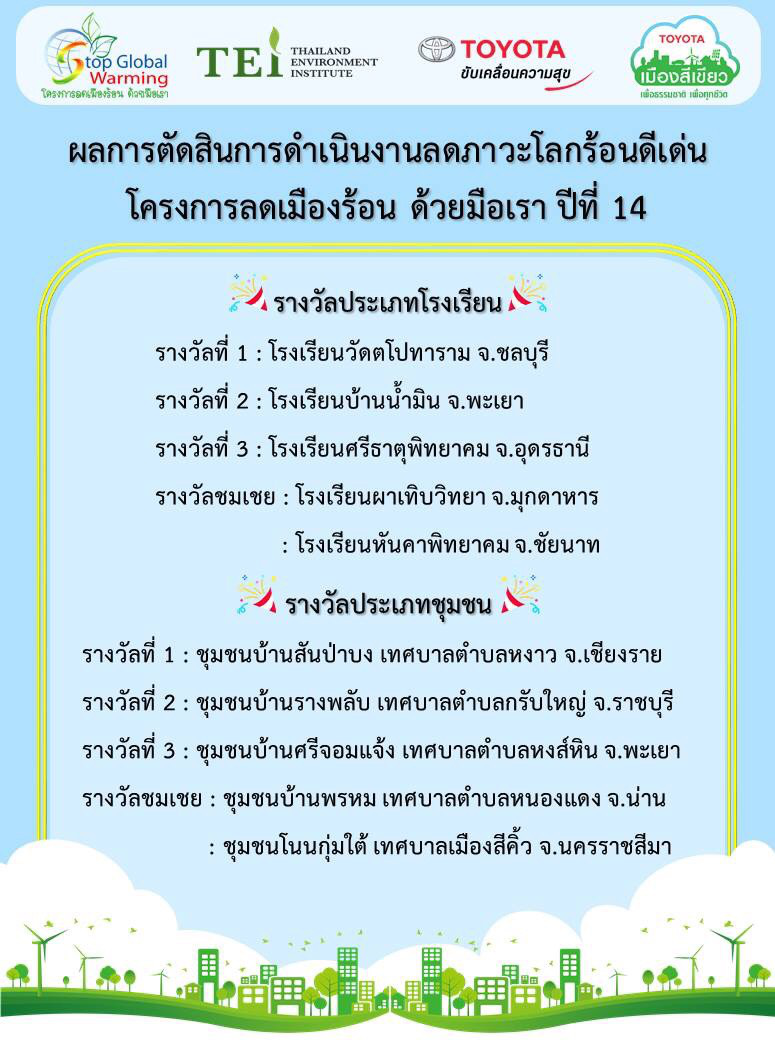 Stop Global
Warming
โครงการลดเมืองร้อน ด้วยมือเรา
TEI THAILAND
ENVIRONMENT
INSTITUTE
TOYOTA
ขับเคลื่อนความสุข
TOYOTA
เมืองสีเขียว
เพื่อธรรมชาติ เพื่อทุกชีวิต
ผลการตัดสินการดำเนินงานลดภาวะโลกร้อนดีเด่น
โครงการลดเมืองร้อน ด้วยมือเรา ปีที่ 14
รางวัลประเภทโรงเรียน
รางวัลที่ 1 : โรงเรียนวัดตโปทาราม จ.ชลบุรี
รางวัลที่ 2 : โรงเรียนบ้านน้ำมิน จ.พะเยา
รางวัลที่ 3 : โรงเรียนศรีธาตุพิทยาคม จ.อุดรธานี
รางวัลชมเชย : โรงเรียนผาเทิบวิทยา จ.มุกดาหาร
: โรงเรียนหันคาพิทยาคม จ.ชัยนาท
รางวัลประเภทชุมชน
รางวัลที่ 1 : ชุมชนบ้านสันป่าบง เทศบาลตำบลหงาว จ.เชียงราย
รางวัลที่ 2 : ชุมชนบ้านรางพลับ เทศบาลตำบลกรับใหญ่ จ.ราชบุรี
รางวัลที่ 3 : ชุมชนบ้านศรีจอมแจ้ง เทศบาลตำบลหงส์หิน จ.พะเยา
รางวัลชมเชย : ชุมชนบ้านพรหม เทศบาลตำบลหนองแดง จ.น่าน
: ชุมชนโนนกุ่มใต้ เทศบาลเมืองสีคิ้ว จ.นครราชสีมา